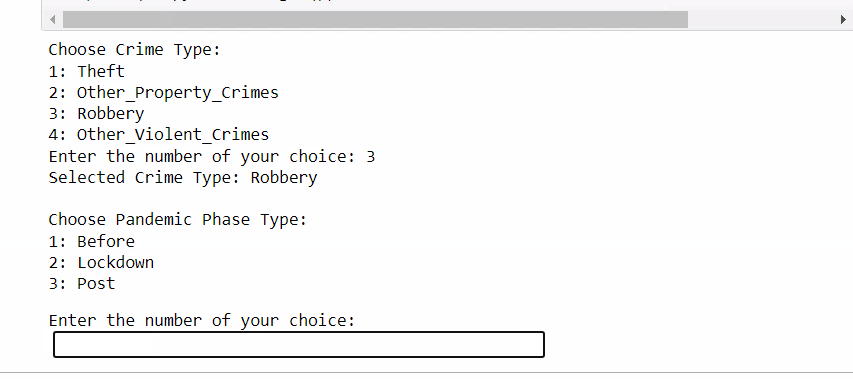 Choose Crime Type:
1: Theft
2: Other_Property_Crimes
3: Robbery
4: Other_Violent_Crimes
Enter the number of your choice: 3
Selected Crime Type: Robbery
Choose Pandemic Phase Type:
1: Before
2: Lockdown
3: Post
Enter the number of your choice: